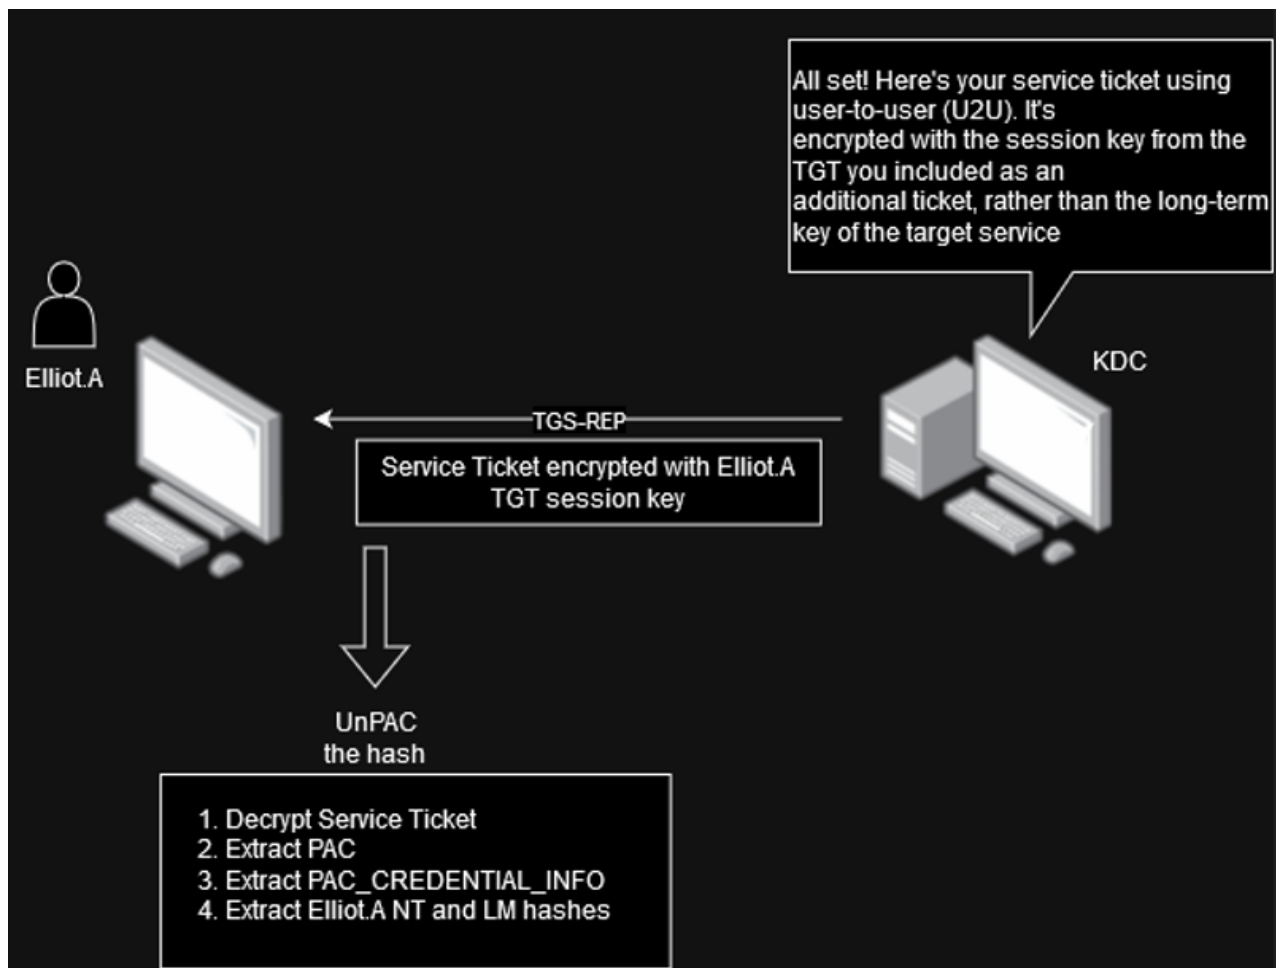 All set! Here's your service ticket using
user-to-user (U2U). It's
encrypted with the session key from the
TGT you included as an
additional ticket, rather than the long-term
key of the target service
Elliot.A
KDC
TGS-REP
Service Ticket encrypted with Elliot.A
TGT session key
UnPAC
the hash
1. Decrypt Service Ticket
2. Extract PAC
3. Extract PAC_CREDENTIAL_INFO
4. Extract Elliot.A NT and LM hashes